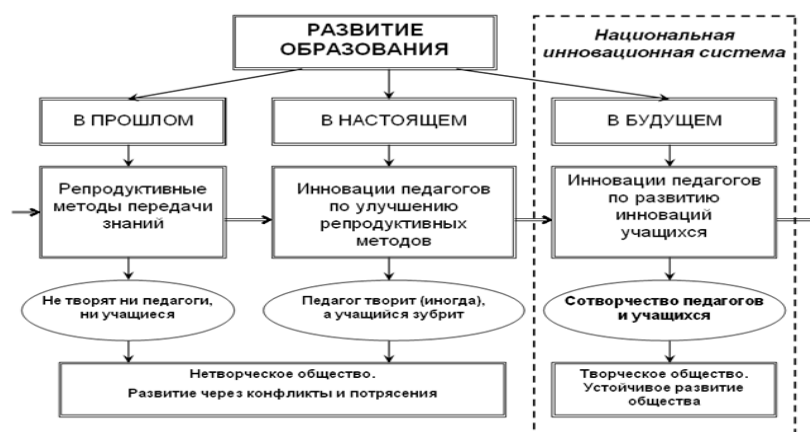 РАЗВИТИЕ
ОБРАЗОВАНИЯ
Национальная
инновационная система
В ПРОШЛОМ
В НАСТОЯЩЕМ
В БУДУЩЕМ
Репродуктивные
методы передачи
знаний
Инновации педагогов
по улучшению
репродуктивных
методов
Инновации педагогов
по развитию
инноваций
учащихся
Не творят ни педагоги,
ни учащиеся
Педагог творит (иногда),
а учащийся зубрит
Сотворчество педагогов
и учащихся
Нетворческое общество.
Развитие через конфликты и потрясения
Творческое общество.
Устойчивое развитие
общества